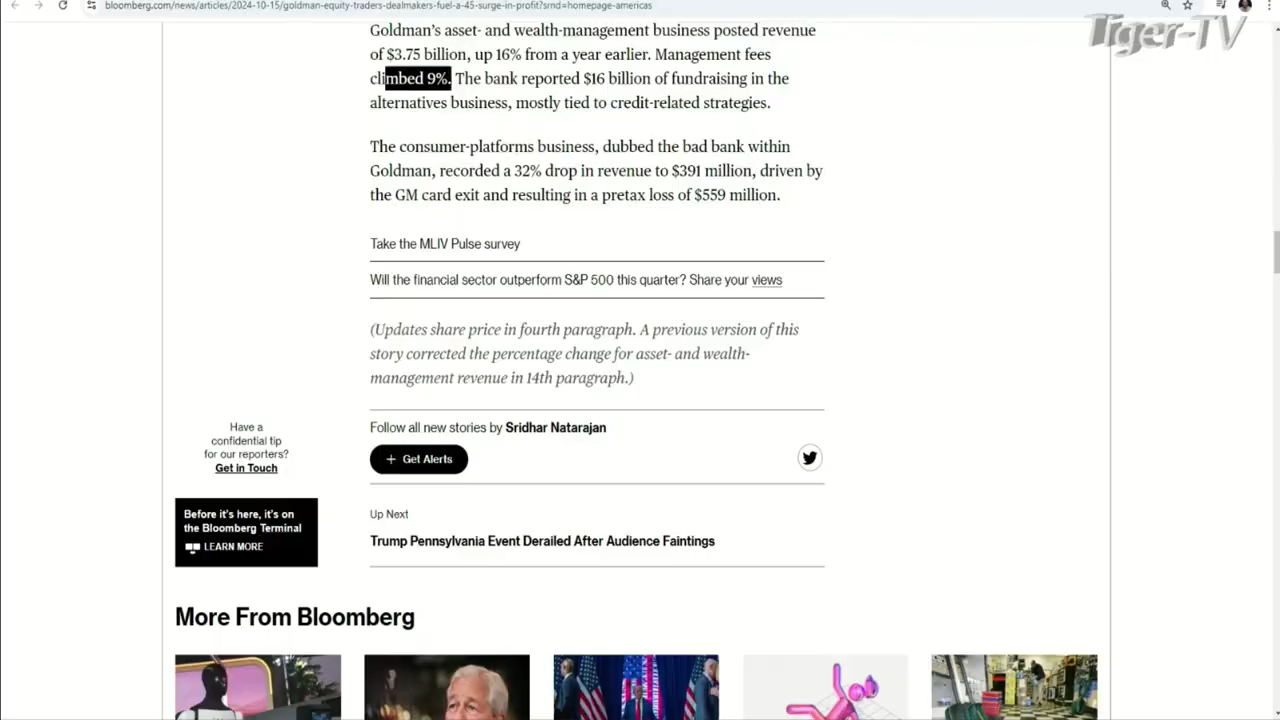 bloomberg.com/news/articles/2024-10-15/goldman-equity-traders-dealmakers-fuel-a-45-surge-in-profit?srnd=homepage-americas
Tiger-TV
Goldman's asset- and wealth-management business posted revenue
of $3.75 billion, up 16% from a year earlier. Management fees
climbed 9%. The bank reported $16 billion of fundraising in the
alternatives business, mostly tied to credit-related strategies.
The consumer-platforms business, dubbed the bad bank within
Goldman, recorded a 32% drop in revenue to $391 million, driven by
the GM card exit and resulting in a pretax loss of $559 million.
Take the MLIV Pulse survey
Will the financial sector outperform S&P 500 this quarter? Share your views
(Updates share price in fourth paragraph. A previous version of this
story corrected the percentage change for asset- and wealth-
management revenue in 14th paragraph.)
Have a
confidential tip
for our reporters?
Get in Touch
Follow all new stories by Sridhar Natarajan
+ Get Alerts
Before it's here, it's on
the Bloomberg Terminal
LEARN MORE
Up Next
Trump Pennsylvania Event Derailed After Audience Faintings
More From Bloomberg